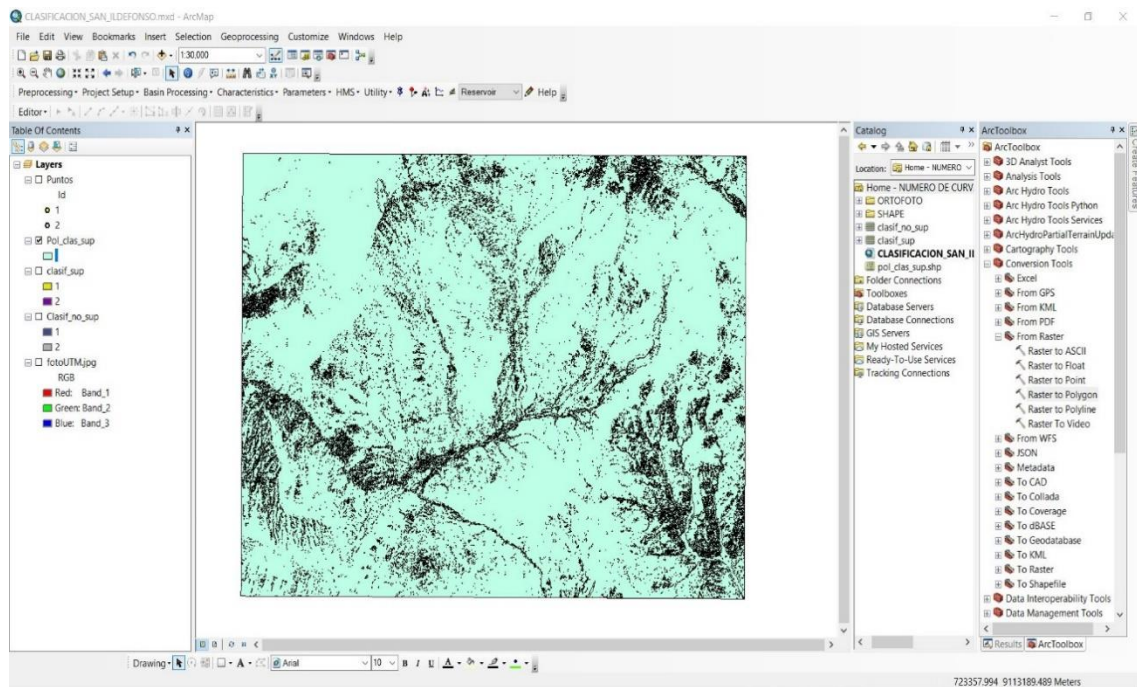 CLASIFICACION_SAN_ILDEFONSO.mxd - ArcMap
File Edit View Bookmarks Insert Selection Geoprocessing Customize Windows Help
1:30,000
Preprocessing Project Setup Basin Processing Characteristics Parameters HMS Utility Reservoir Help
Editor
Table Of Contents
Layers
Puntos
Id
1
2
Pol_clas_sup
clasif_sup
1
2
Clasif_no_sup
1
2
fotoUTM.jpg
RGB
Red: Band_1
Green: Band_2
Blue: Band_3
Catalog
Location: Home - NUMERO
Home - NUMERO DE CURV
ORTOFOTO
SHAPE
clasif_no_sup
clasif_sup
CLASIFICACION_SAN_II
pol_clas_sup.shp
Folder Connections
Toolboxes
Database Servers
Database Connections
GIS Servers
My Hosted Services
Ready-To-Use Services
Tracking Connections
ArcToolbox
ArcToolbox
3D Analyst Tools
Analysis Tools
Arc Hydro Tools
Arc Hydro Tools Python
Arc Hydro Tools Services
ArcHydroPartialTerrainUpda
Cartography Tools
Conversion Tools
Excel
From GPS
From KML
From PDF
From Raster
Raster to ASCII
Raster to Float
Raster to Point
Raster to Polygon
Raster to Polyline
Raster To Video
From WFS
JSON
Metadata
To CAD
To Collada
To Coverage
To dBASE
To Geodatabase
To KML
To Raster
To Shapefile
Data Interoperability Tools
Data Management Tools
Results ArcToolbox
Create Features
Drawing A Arial 10 B I U A
723357.994 9113189.489 Meters